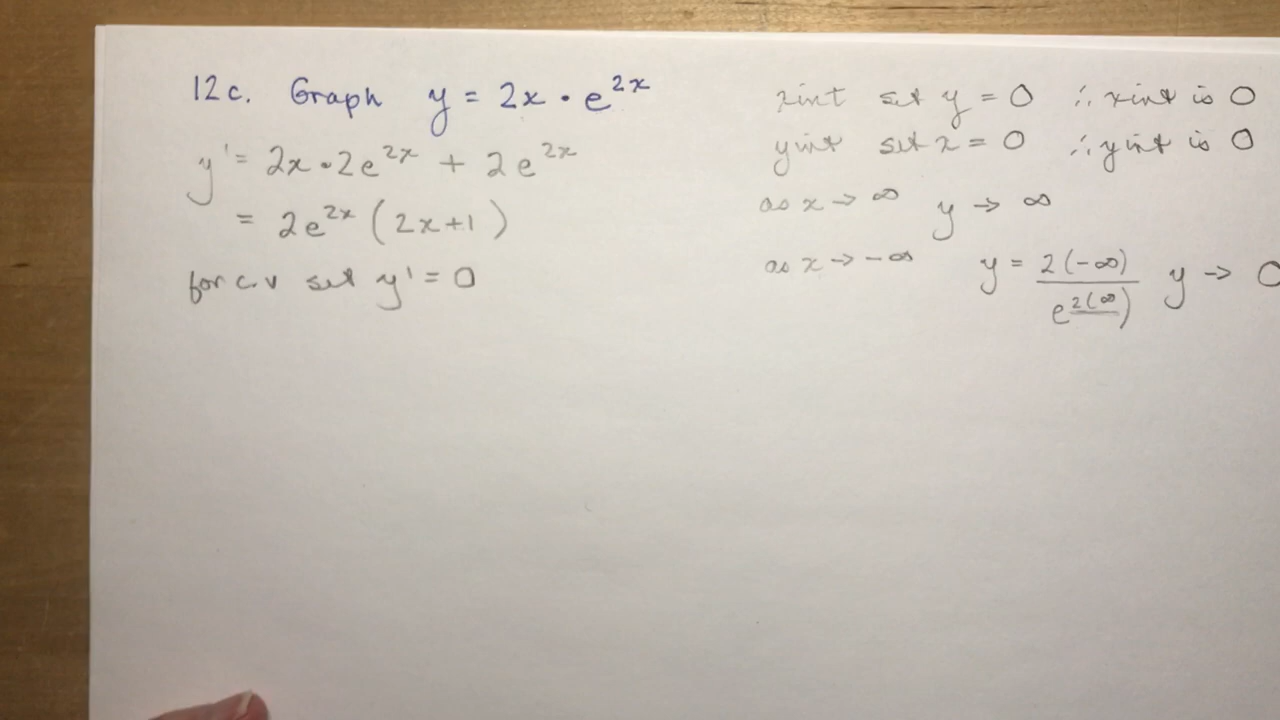 12c. Graph y = 2x · e^{2x}
y' = 2x · 2e^{2x} + 2e^{2x}
= 2e^{2x} (2x+1)
for c.v set y' = 0
xint set y = 0 ∴ xint is 0
yint set x = 0 ∴ yint is 0
as x → ∞ y → ∞
as x → -∞ y = 2(-∞) / e^{2(∞)} y → 0